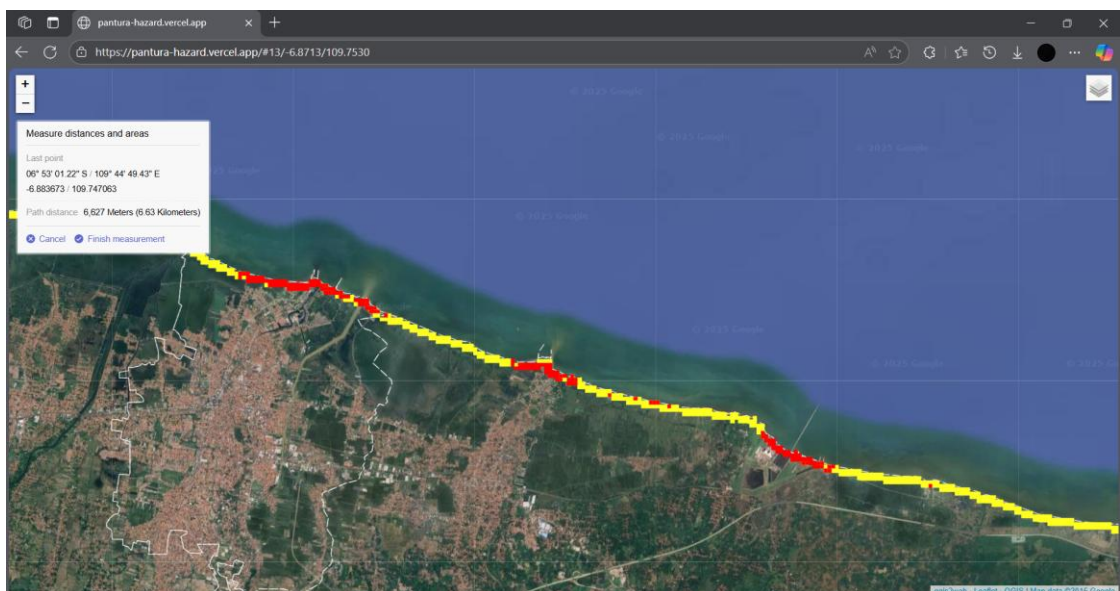 pantura-hazard.vercel.app
https://pantura-hazard.vercel.app/#13/-6.8713/109.7530
+
−
Measure distances and areas
Last point
06° 53' 01.22" S / 109° 44' 49.43" E
-6.883673 / 109.747063
Path distance 6,627 Meters (6.63 Kilometers)
Cancel Finish measurement
© 2025 Google
© 2025 Google
© 2025 Google
© 2025 Google
© 2025 Google
© 2025 Google